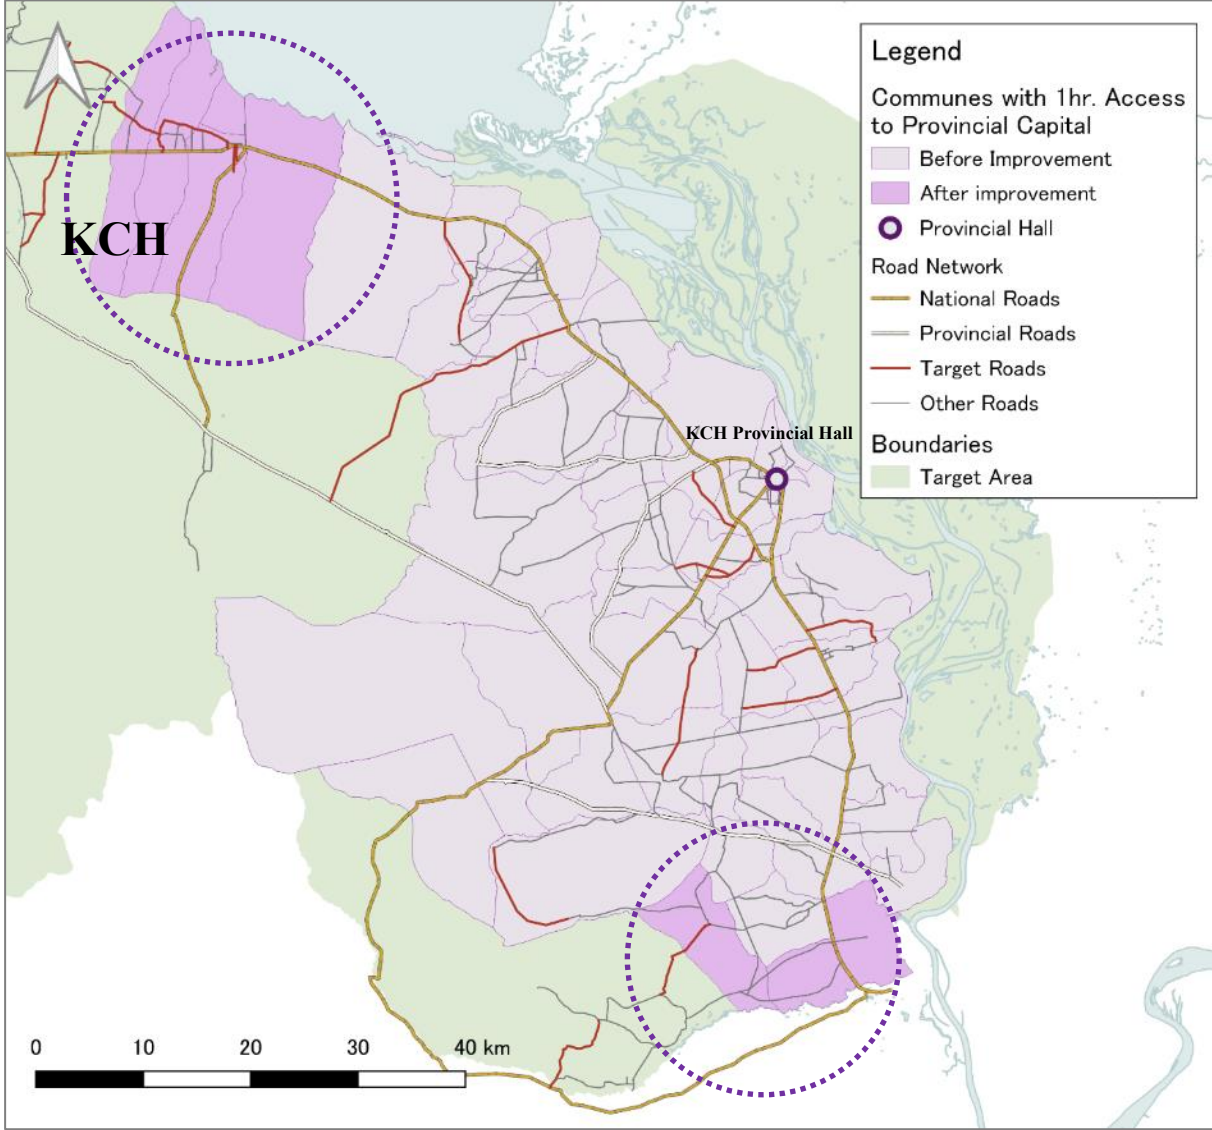 Legend
Communes with 1hr. Access
to Provincial Capital
Before Improvement
After improvement
Provincial Hall
Road Network
National Roads
Provincial Roads
Target Roads
Other Roads
Boundaries
Target Area
KCH
KCH Provincial Hall
0 10 20 30 40 km